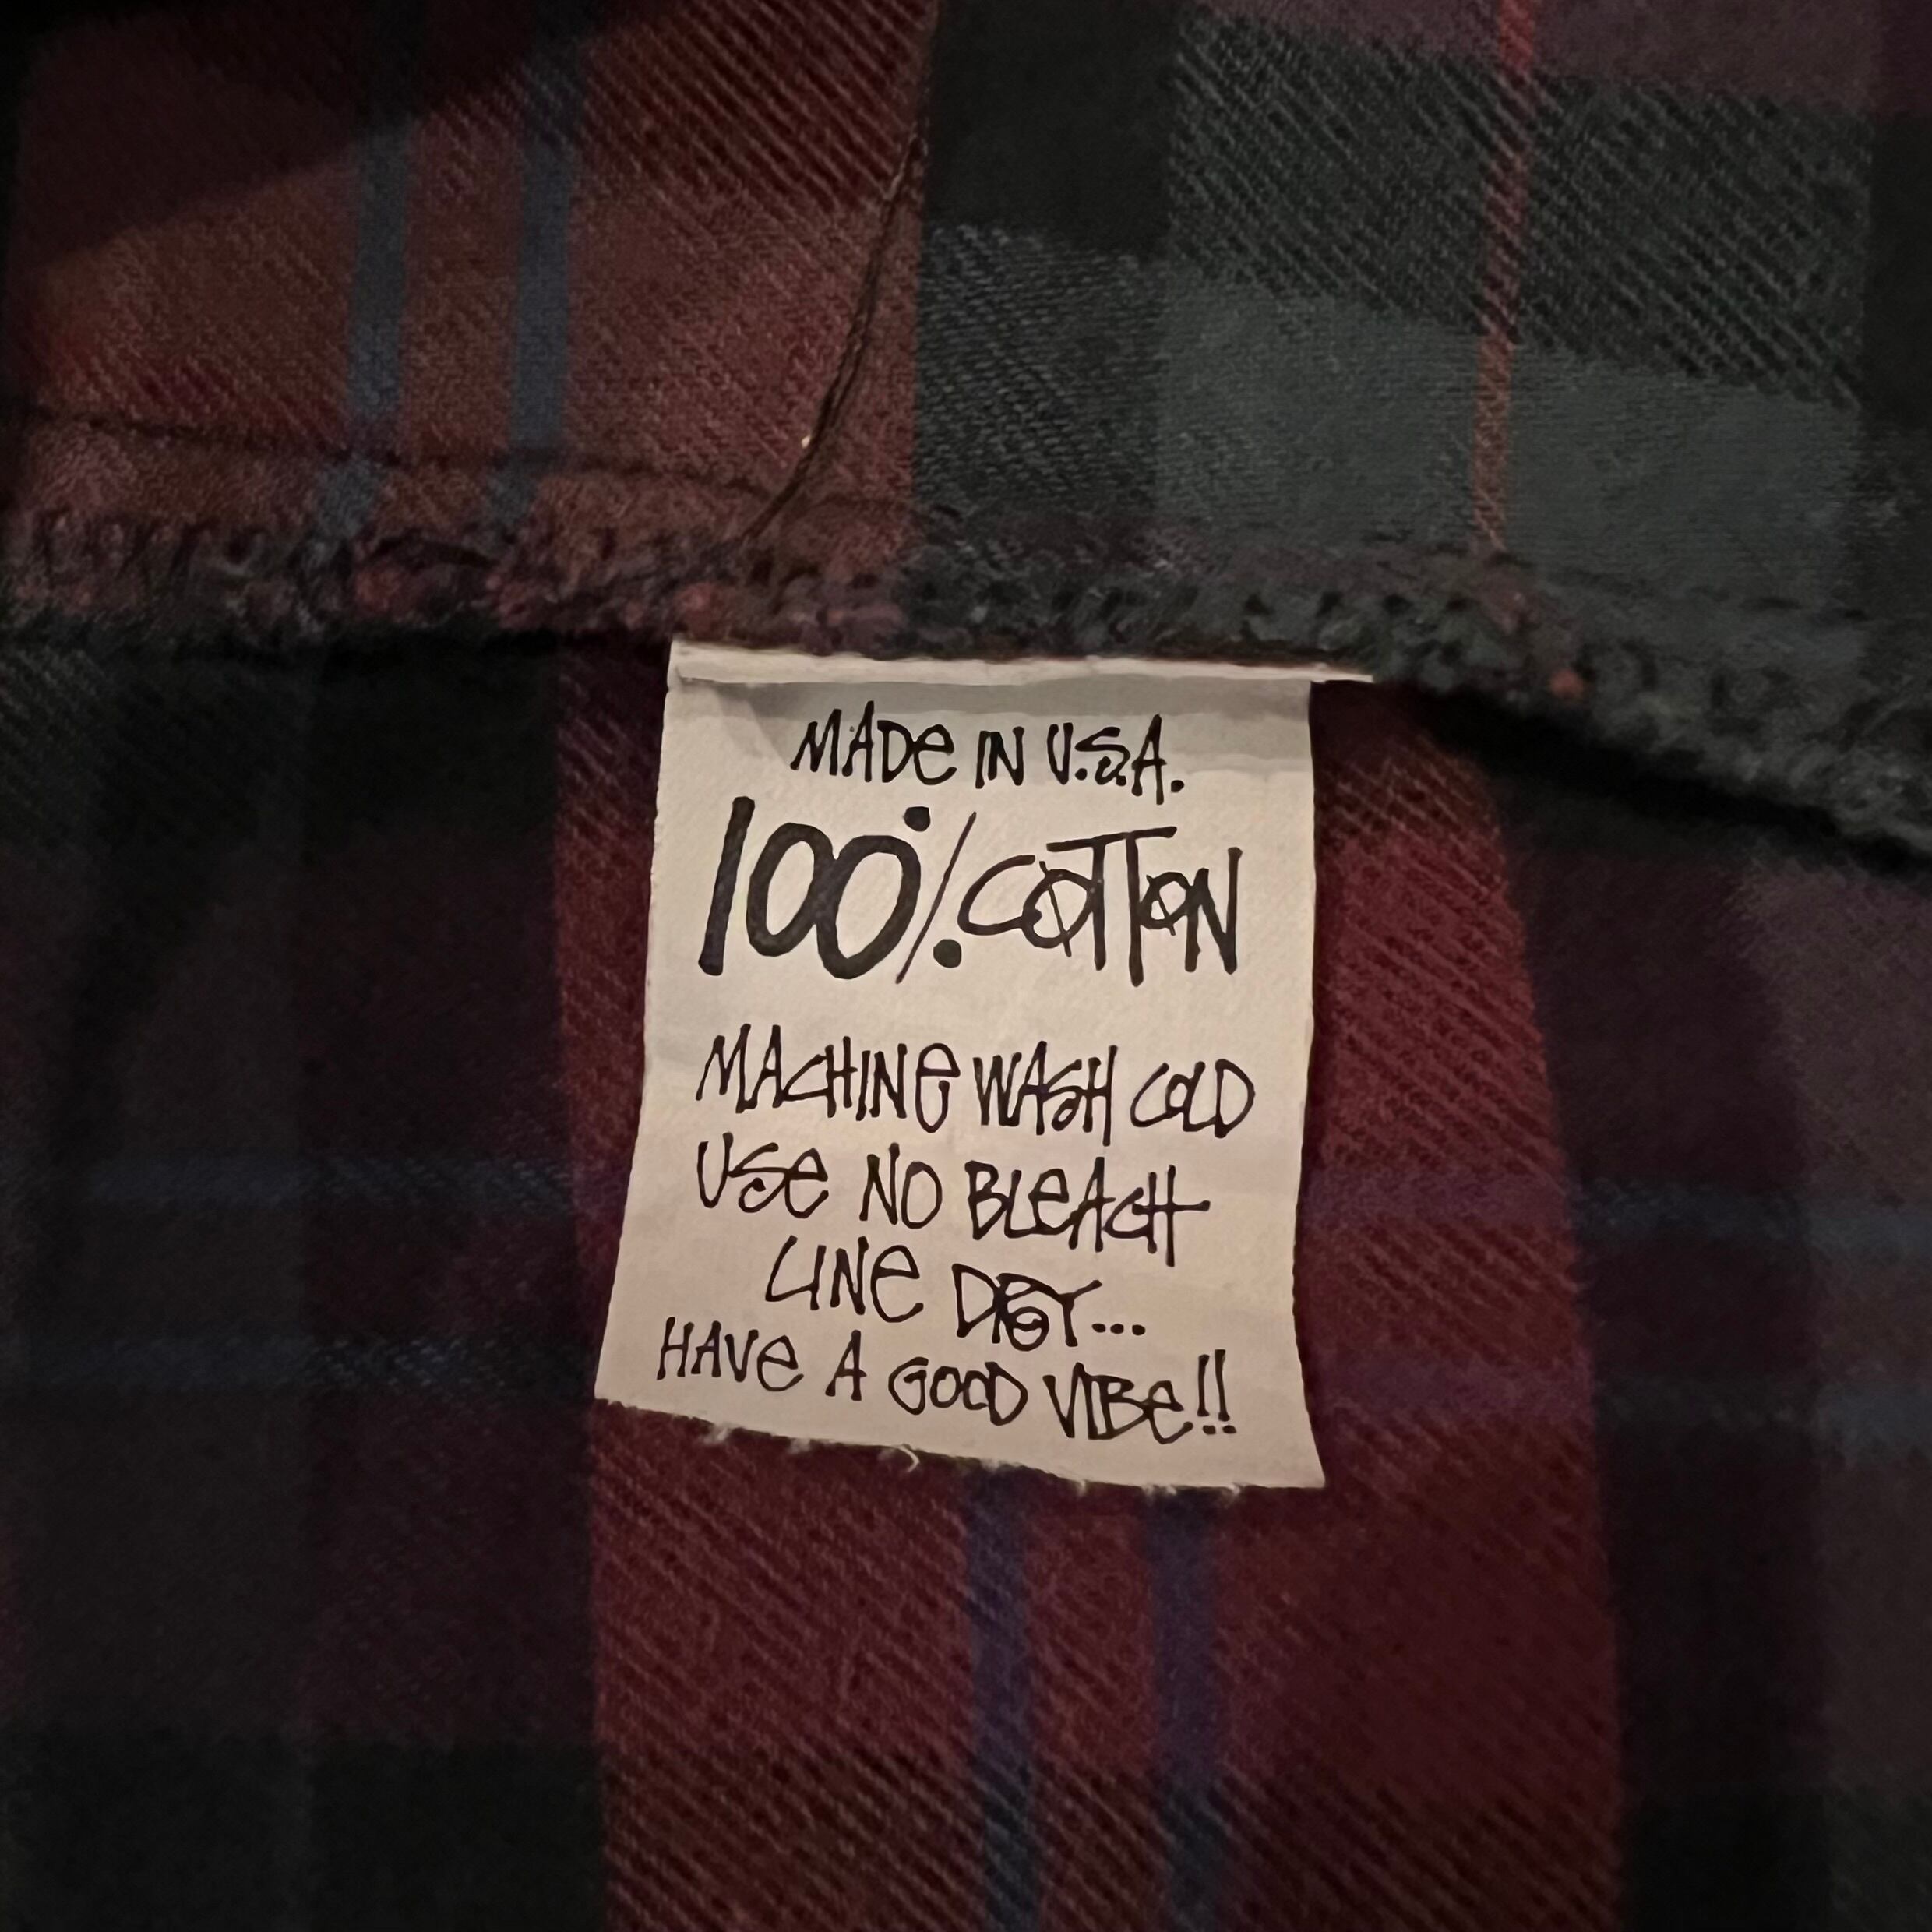 MADe IN U.S.A.
100% COTTON
MACHINe WASH COLD
USe NO BLeACH
LINe DRY...
HAVe A GOOD VIBe!!